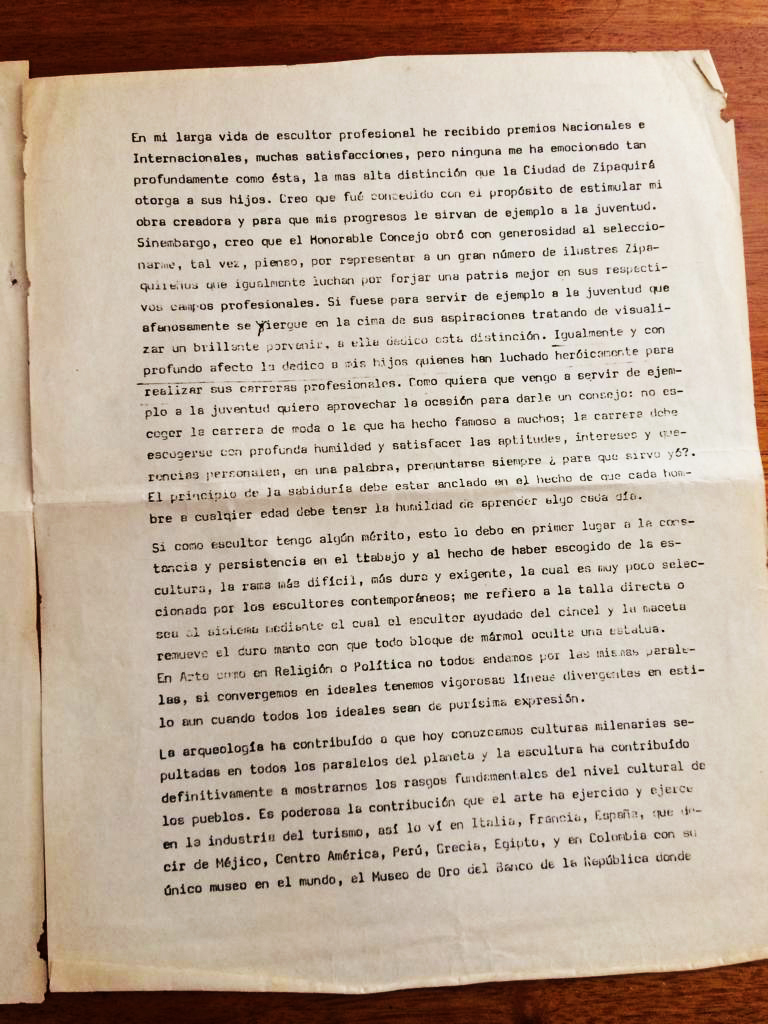 En mi larga vida de escultor profesional he recibido premios Nacionales e
Internacionales, muchas satisfacciones, pero ninguna me ha emocionado tan
profundamente como ésta, la mas alta distinción que la Ciudad de Zipaquirá
otorga a sus hijos. Creo que fué concedido con el propósito de estimular mi
obra creadora y para que mis progresos le sirvan de ejemplo a la juventud.
Sinembargo, creo que el Honorable Concejo obró con generosidad al seleccio-
narme, tal vez, pienso, por representar a un gran número de ilustres Zipa-
quireños que igualmente luchan por forjar una patria mejor en sus respecti-
vos campos profesionales. Si fuese para servir de ejemplo a la juventud que
afanosamente se yiergue en la cima de sus aspiraciones tratando de visuali-
zar un brillante porvenir, a ella dedico esta distinción. Igualmente y con
profundo afecto la dedico a mis hijos quienes han luchado heróicamente para
realizar sus carreras profesionales. Como quiera que vengo a servir de ejem-
plo a la juventud quiero aprovechar la ocasión para darle un consejo: no es-
coger la carrera de moda o la que ha hecho famoso a muchos; la carrera debe
escogerse con profunda humildad y satisfacer las aptitudes, intereses y que-
rencias personales, en una palabra, preguntarse siempre ¿ para que sirvo yó?.
El principio de la sabiduría debe estar anclado en el hecho de que cada hom-
bre a cualqier edad debe tener la humildad de aprender algo cada día.
Si como escultor tengo algún mérito, esto lo debo en primer lugar a la cons-
tancia y persistencia en el trabajo y al hecho de haber escogido de la es-
cultura, la rama más difícil, más dura y exigente, la cual es muy poco selec-
cionada por los escultores contemporáneos; me refiero a la talla directa o
sea al sistema mediante el cual el escultor ayudado del cincel y la maceta
remueve el duro manto con que todo bloque de mármol oculta una estatua.
En Arte como en Religión o Política no todos andamos por las mismas parale-
las, si convergemos en ideales tenemos vigorosas líneas divergentes en esti-
lo aun cuando todos los ideales sean de purísima expresión.
La arqueología ha contribuído a que hoy conozcamos culturas milenarias se-
pultadas en todos los paralelos del planeta y la escultura ha contribuído
definitivamente a mostrarnos los rasgos fundamentales del nivel cultural de
los pueblos. Es poderosa la contribución que el arte ha ejercido y ejerce
en la industria del turismo, así lo ví en Italia, Francia, España, que de-
cir de Méjico, Centro América, Perú, Grecia, Egipto, y en Colombia con su
único museo en el mundo, el Museo de Oro del Banco de la República donde